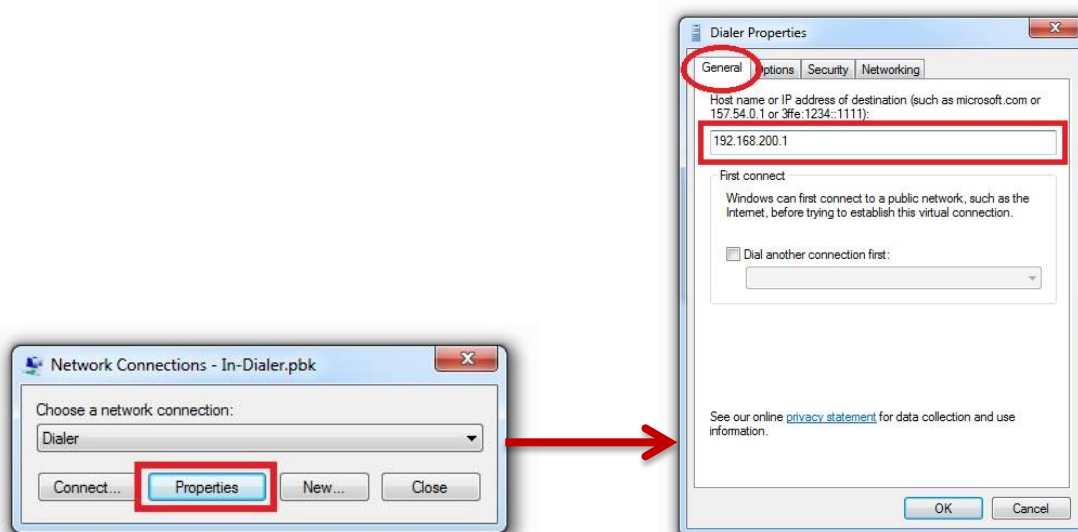 Network Connections - In-Dialer.pbk
Choose a network connection:
Dialer
Connect... Properties New... Close
Dialer Properties
General Options Security Networking
Host name or IP address of destination (such as microsoft.com or
157.54.0.1 or 3ffe:1234::1111):
192.168.200.1
First connect
Windows can first connect to a public network, such as the
Internet, before trying to establish this virtual connection.
Dial another connection first:
See our online privacy statement for data collection and use
information.
OK Cancel